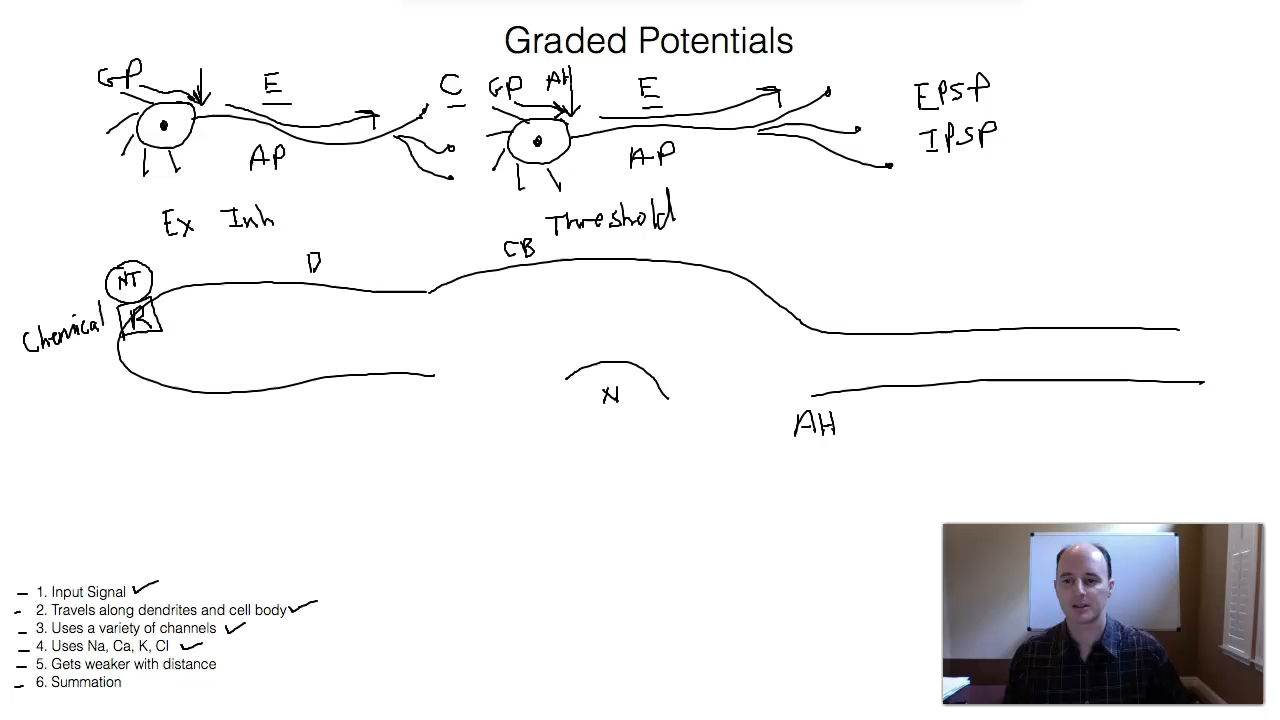 Graded Potentials
GP E C GP AH E EPSP
AP AP IPSP
Ex Inh Threshold
D CB
NT
R
Chemical
N
AH
1. Input Signal
2. Travels along dendrites and cell body
3. Uses a variety of channels
4. Uses Na, Ca, K, Cl
5. Gets weaker with distance
6. Summation